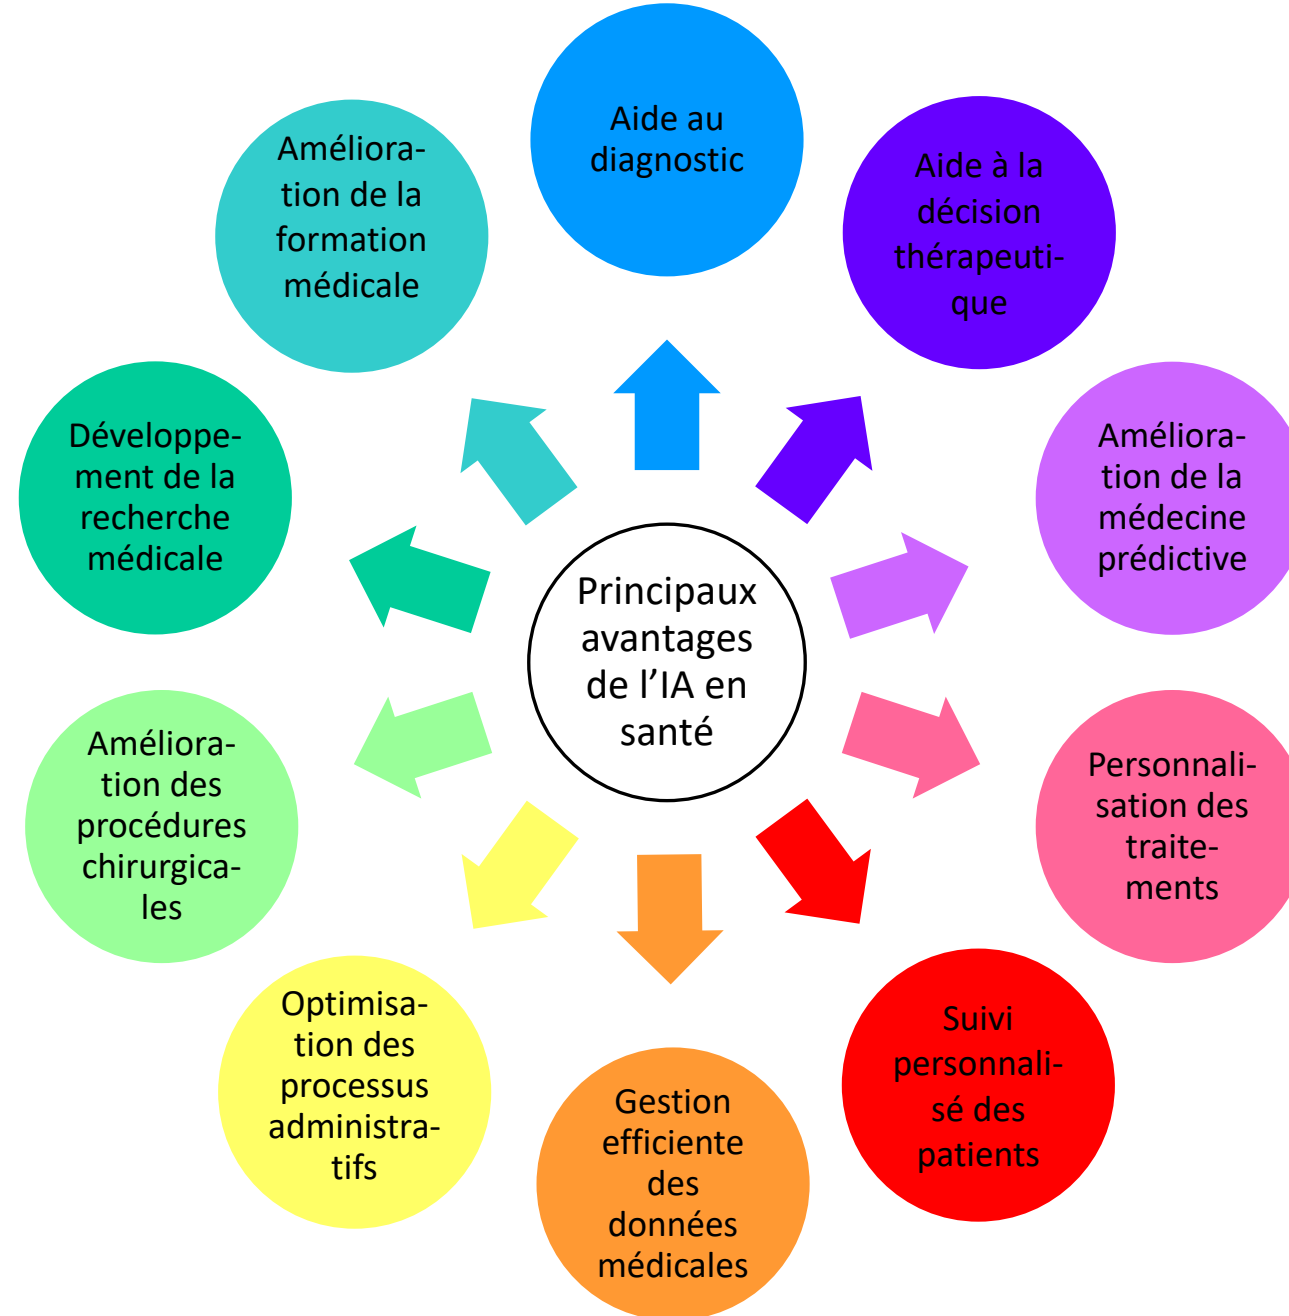 Aide au
diagnostic
Aide à la
décision
thérapeuti-
que
Améliora-
tion de la
médecine
prédictive
Personnali-
sation des
traite-
ments
Suivi
personnali-
sé des
patients
Gestion
efficiente
des
données
médicales
Optimisa-
tion des
processus
administra-
tifs
Améliora-
tion des
procédures
chirurgica-
les
Développe-
ment de la
recherche
médicale
Améliora-
tion de la
formation
médicale
Principaux
avantages
de l’IA en
santé